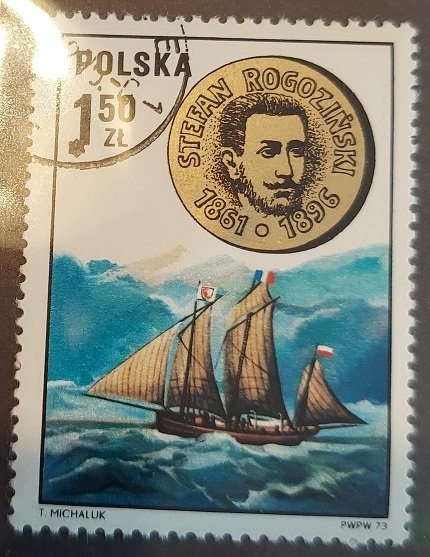 POLSKA
1 50
ZŁ
STEFAN ROGOZIŃSKI
1861 • 1896
T. MICHALUK
PWPW 73